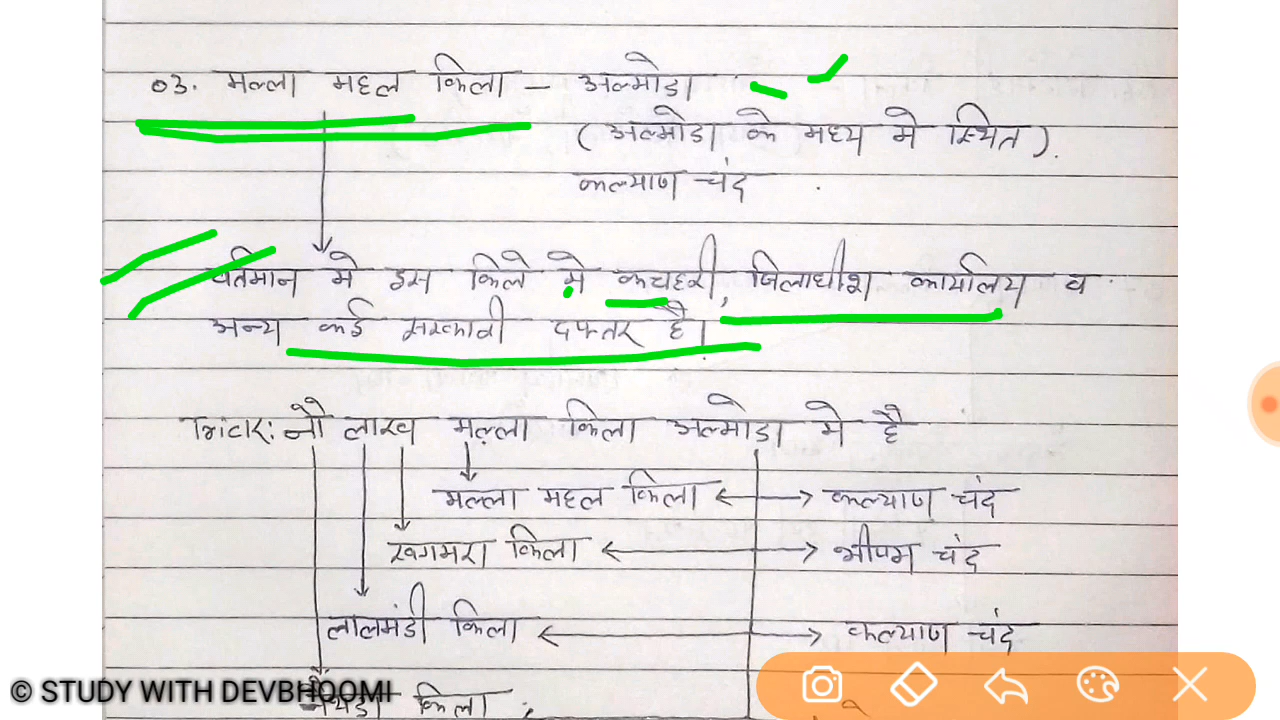 03. मल्ला महल किला – अल्मोडा
(अल्मोडा के मध्य मे स्थित).
कल्याण चंद
वर्तमान मे इस किले मे कचहरी, जिलाधीश कार्यालय व
अन्य कई सरकारी दफ्तर है।
नौ लाख मल्ला किला अल्मोडा मे है
मल्ला महल किला ↔ कल्याण चंद
खगमरा किला ↔ भीषम चंद
लालमंडी किला ↔ कल्याण चंद
किला
© STUDY WITH DEVBHOOMI